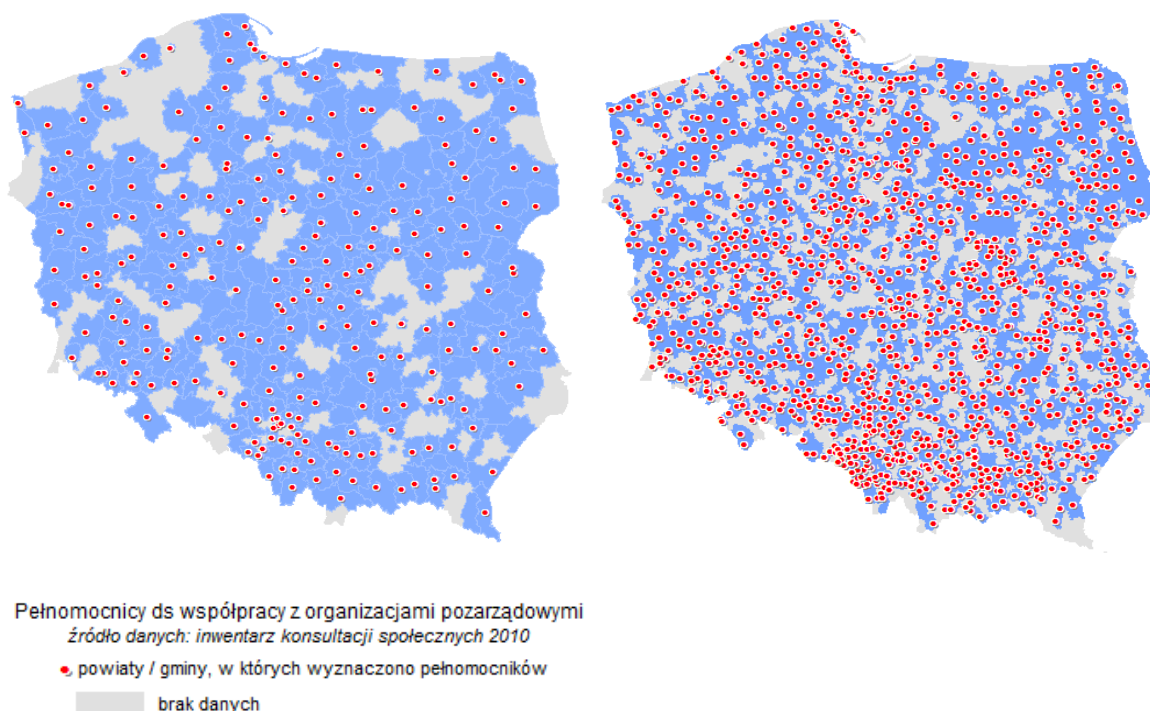 Pełnomocnicy ds współpracy z organizacjami pozarządowymi
źródło danych: inwentarz konsultacji społecznych 2010
powiaty / gminy, w których wyznaczono pełnomocników
brak danych